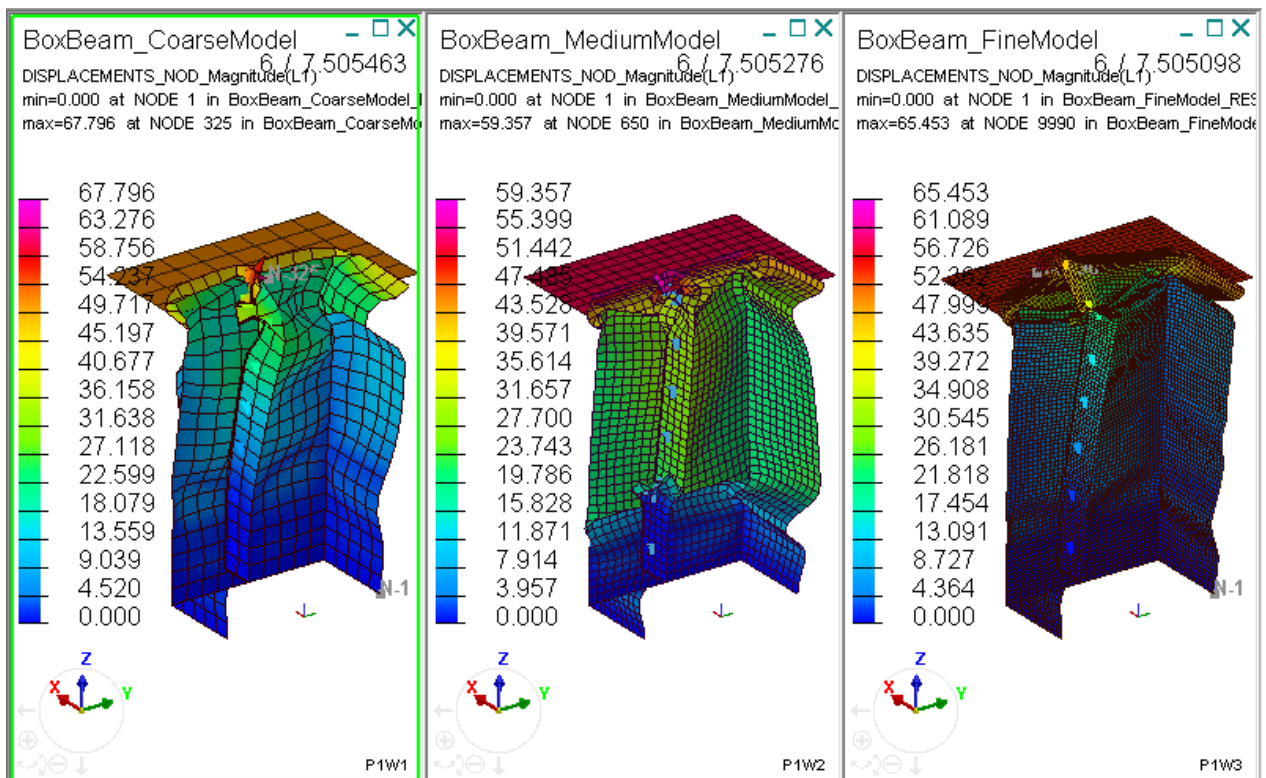 BoxBeam_CoarseModel
6 / 7.505463
DISPLACEMENTS_NOD_Magnitude(L1)
min=0.000 at NODE 1 in BoxBeam_CoarseModel_
max=67.796 at NODE 325 in BoxBeam_CoarseMo
67.796
63.276
58.756
54.237
49.717
45.197
40.677
36.158
31.638
27.118
22.599
18.079
13.559
9.039
4.520
0.000
N-1
Z
X
Y
P1W1
BoxBeam_MediumModel
6 / 7.505276
DISPLACEMENTS_NOD_Magnitude(L1)
min=0.000 at NODE 1 in BoxBeam_MediumModel_
max=59.357 at NODE 650 in BoxBeam_MediumMo
59.357
55.399
51.442
43.528
39.571
35.614
31.657
27.700
23.743
19.786
15.828
11.871
7.914
3.957
0.000
Z
X
Y
P1W2
BoxBeam_FineModel
6 / 7.505098
DISPLACEMENTS_NOD_Magnitude(L1)
min=0.000 at NODE 1 in BoxBeam_FineModel_RES
max=65.453 at NODE 9990 in BoxBeam_FineMode
65.453
61.089
56.726
43.635
39.272
34.908
30.545
26.181
21.818
17.454
13.091
8.727
4.364
0.000
N-1
Z
X
Y
P1W3